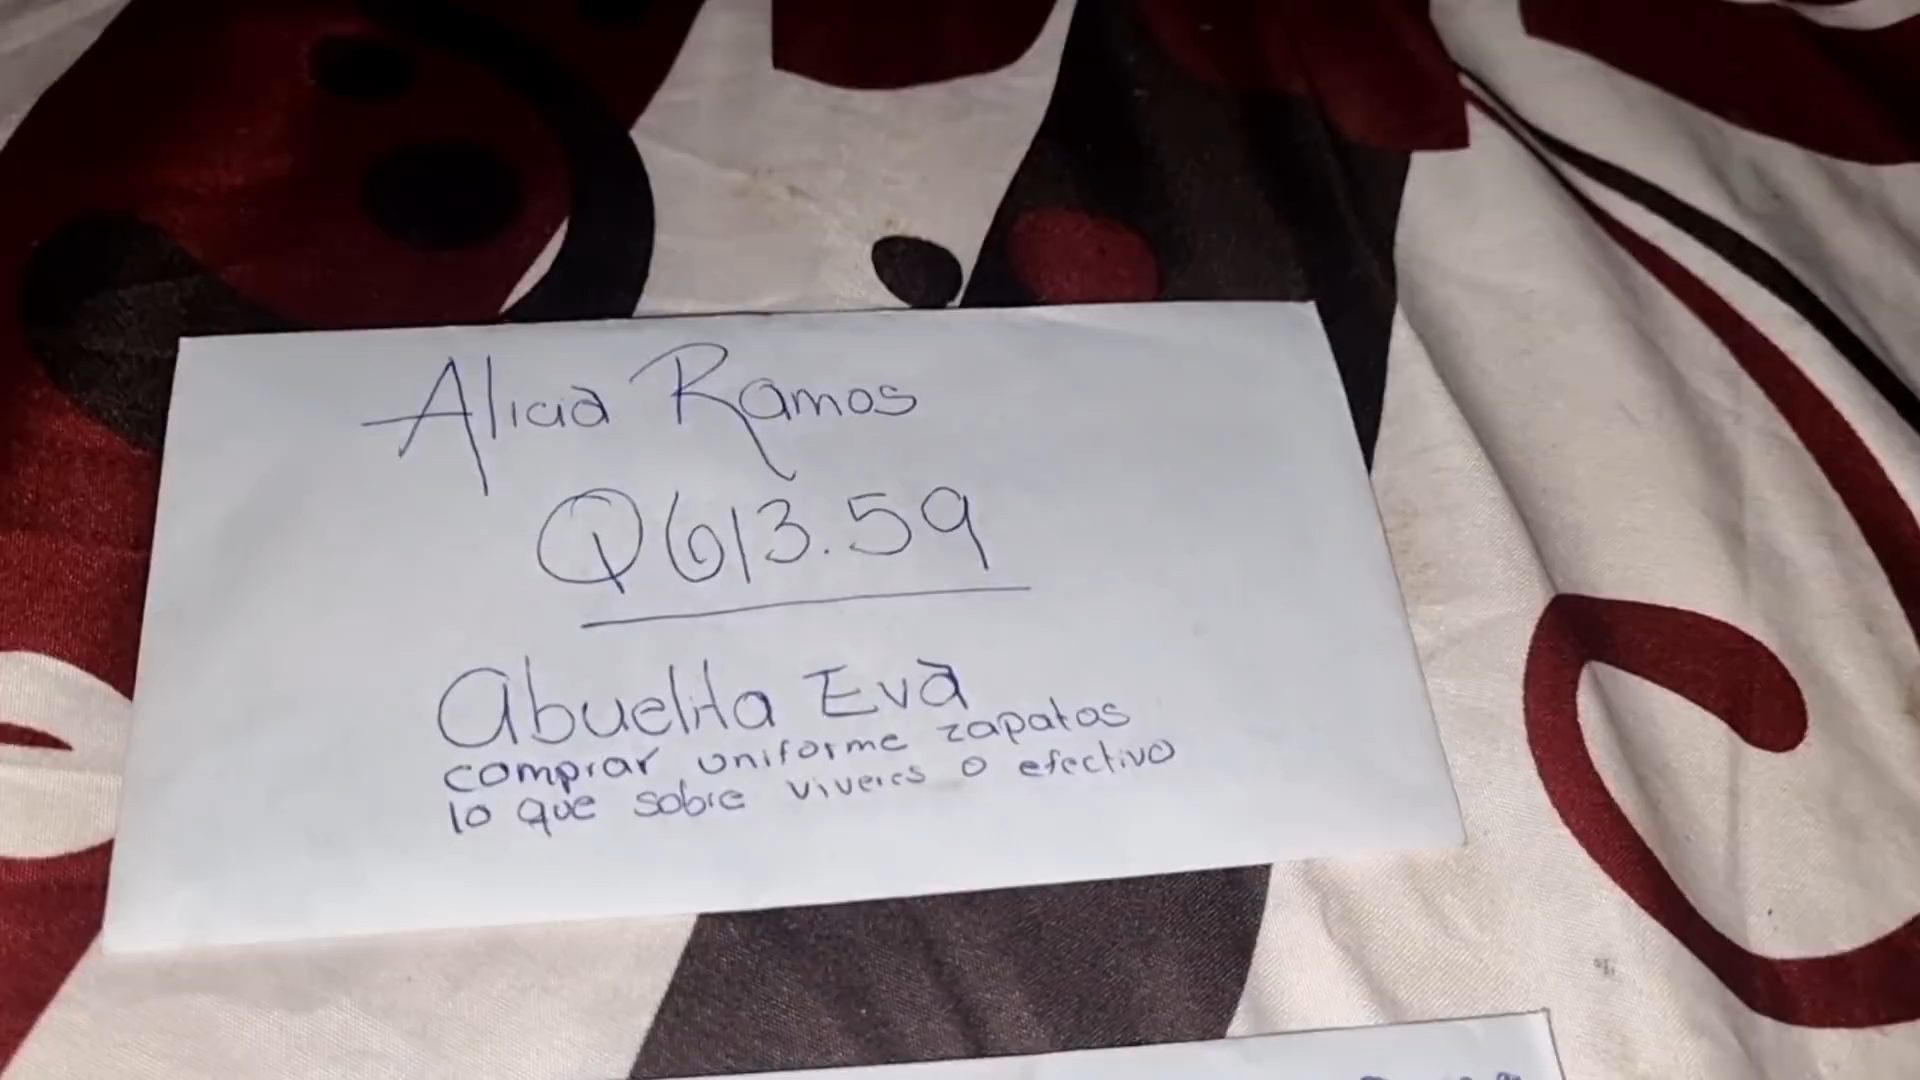 Alicia Ramos
Q613.59
Abuelita Eva
comprar uniforme zapatos
lo que sobre viveres o efectivo